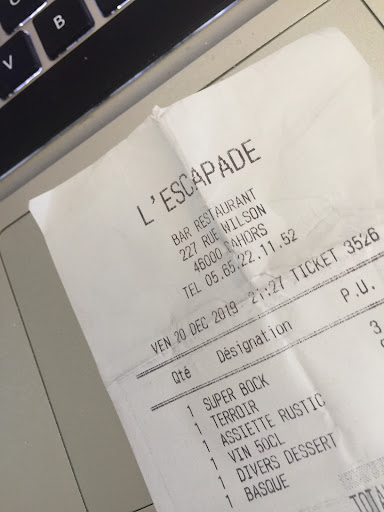 V
B
L'ESCAPADE
BAR RESTAURANT
227 RUE WILSON
46000 CAHORS
TEL 05.65.22.11.52
VEN 20 DEC 2019 21:27 TICKET 3526
Qté Désignation P.U.
1 SUPER BOCK 3
1 TERROIR
1 ASSIETTE RUSTIC
1 VIN 50CL
1 DIVERS DESSERT
1 BASQUE
TOTA